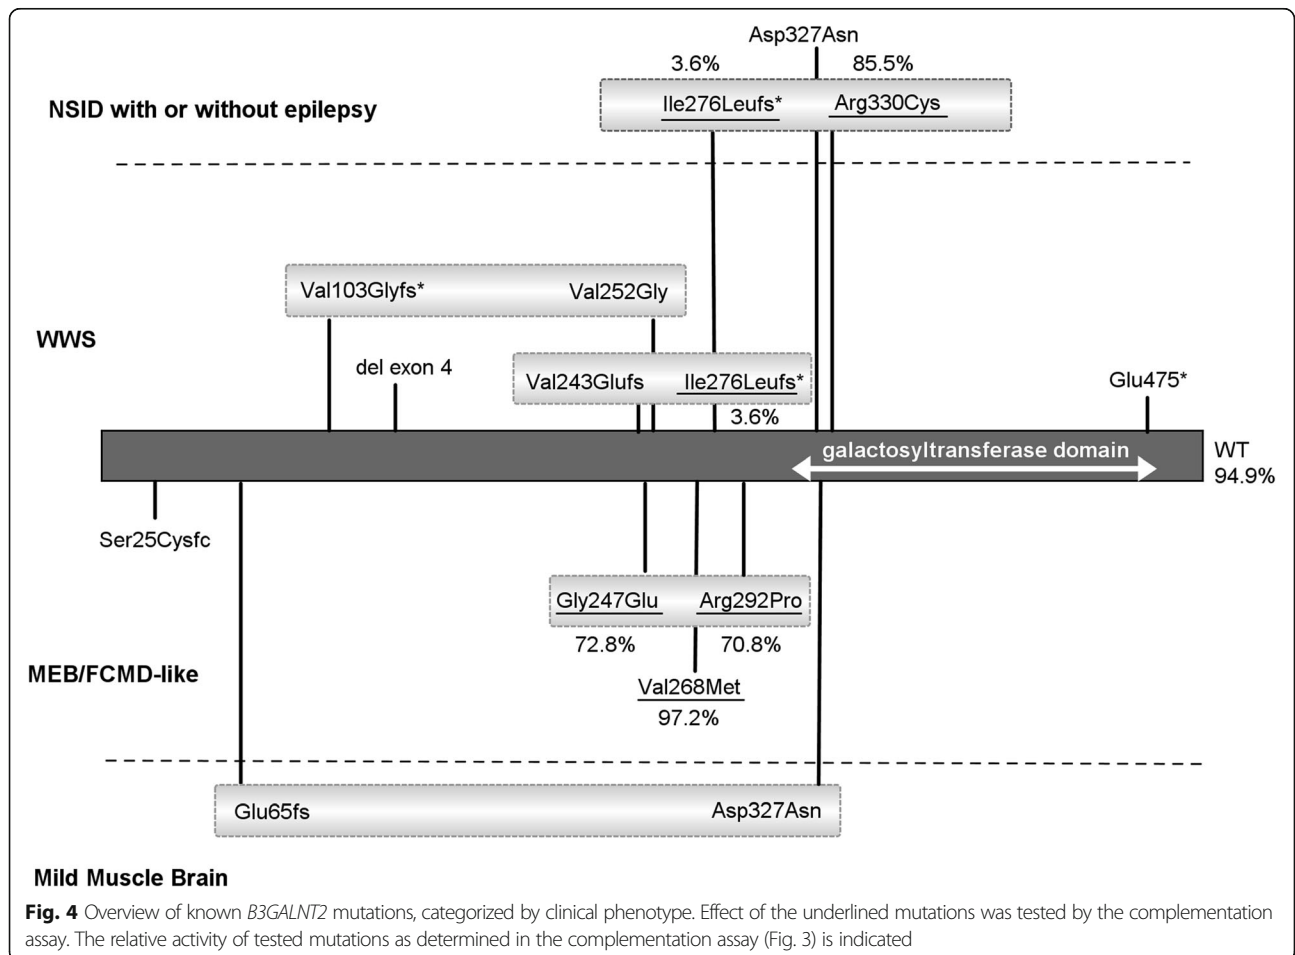 Asp327Asn
3.6% 85.5%
NSID with or without epilepsy
Ile276Leufs* Arg330Cys
Val103Glyfs* Val252Gly
WWS
del exon 4
Val243Glufs Ile276Leufs*
Glu475*
3.6%
galactosyltransferase domain
WT
94.9%
Ser25Cysfc
Gly247Glu Arg292Pro
72.8% 70.8%
MEB/FCMD-like
Val268Met
97.2%
Glu65fs Asp327Asn
Mild Muscle Brain
Fig. 4 Overview of known B3GALNT2 mutations, categorized by clinical phenotype. Effect of the underlined mutations was tested by the complementation
assay. The relative activity of tested mutations as determined in the complementation assay (Fig. 3) is indicated